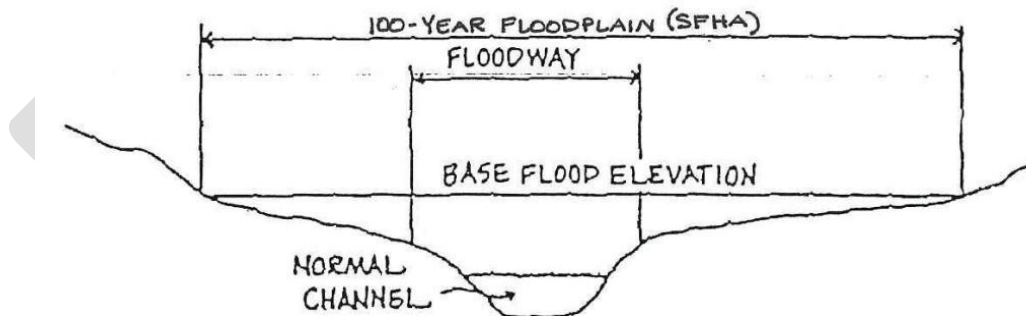 100-YEAR FLOODPLAIN (SFHA)
FLOODWAY
BASE FLOOD ELEVATION
NORMAL
CHANNEL